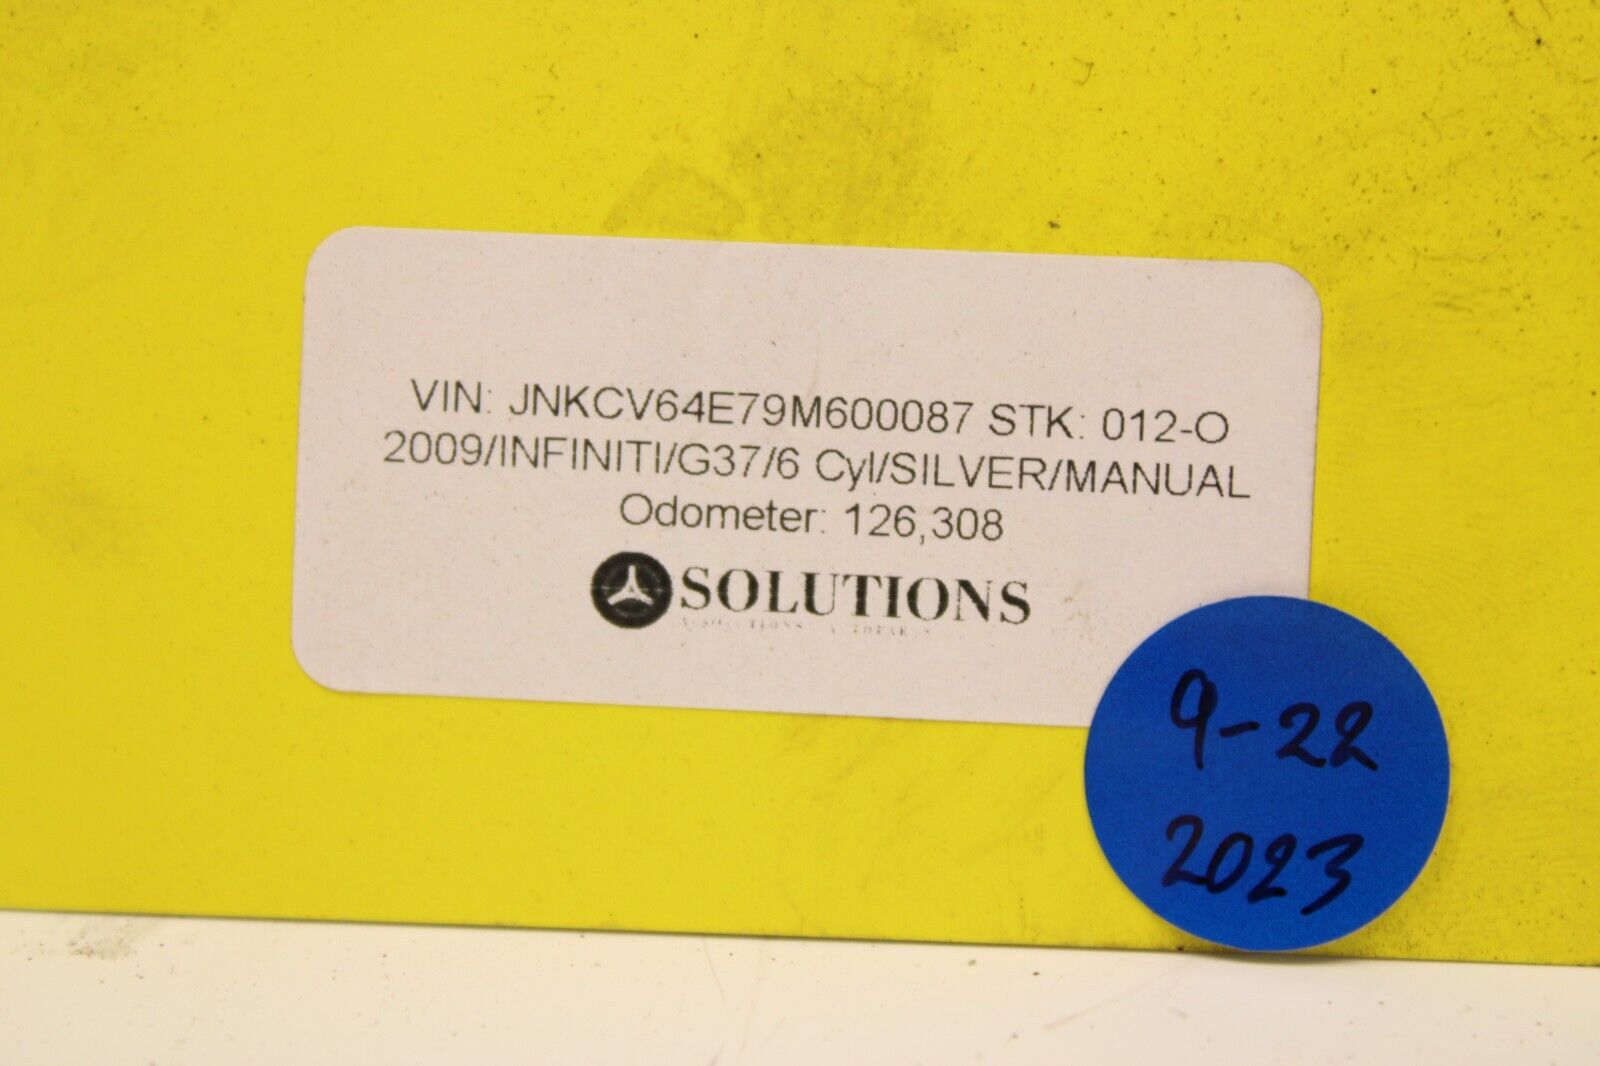 VIN: JNKCV64E79M600087 STK: 012-O
2009/INFINITI/G37/6 Cyl/SILVER/MANUAL
Odometer: 126,308
SOLUTIONS
9-22
2023